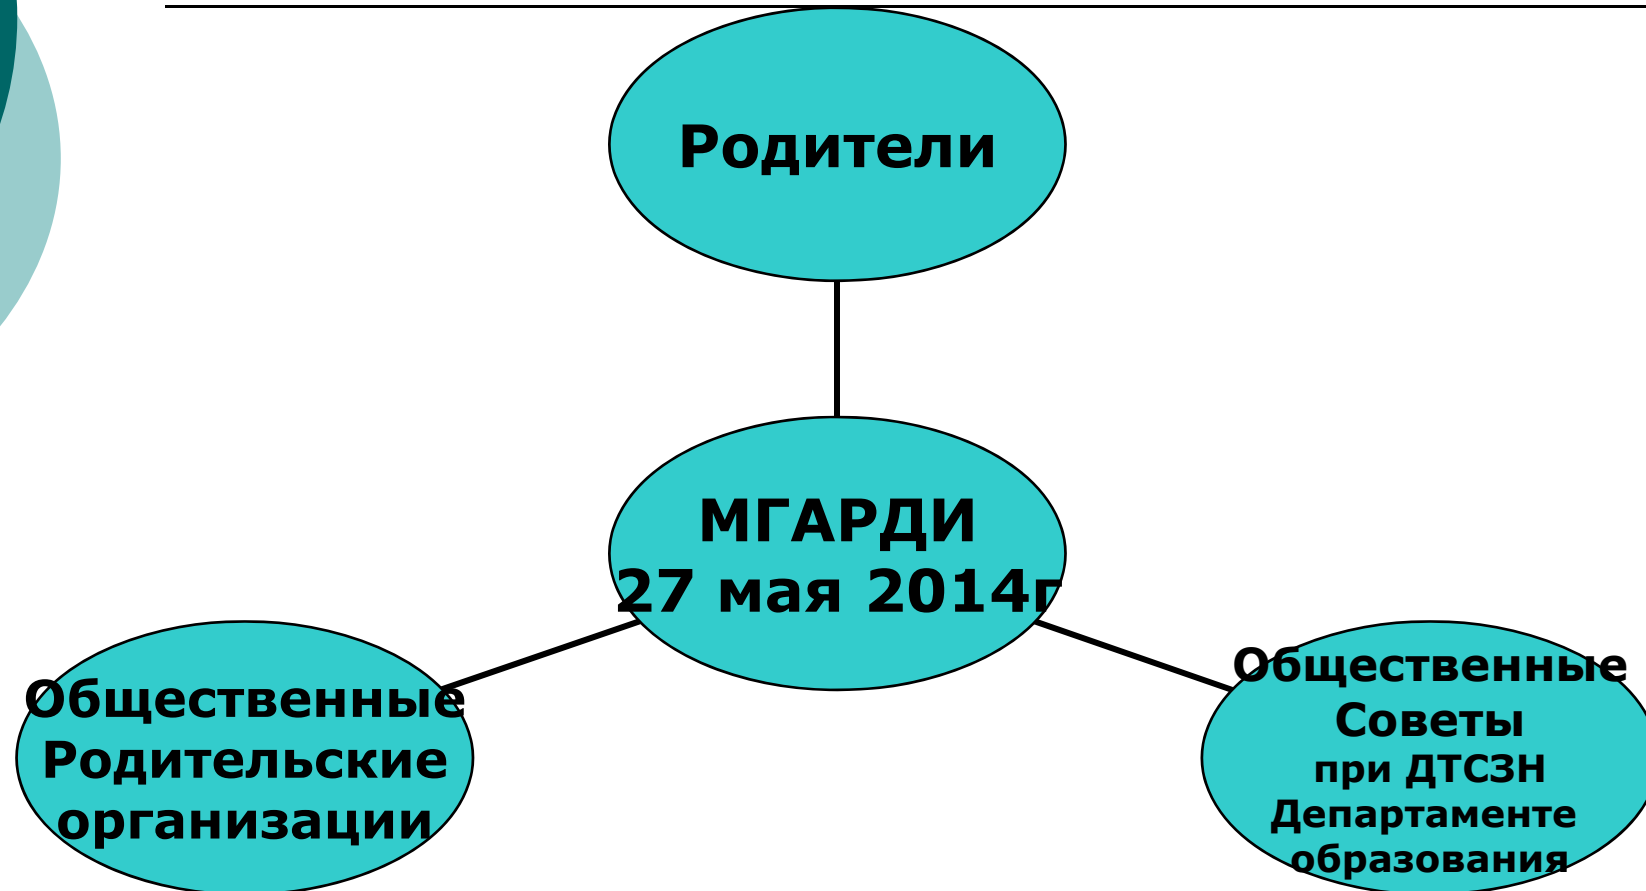 Родители
МГАРДИ
27 мая 2014г
Общественные
Родительские
организации
Общественные
Советы
при ДТСЗН
Департаменте
образования